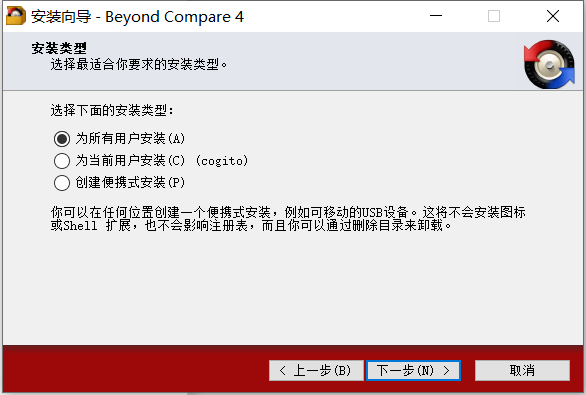 安装向导 - Beyond Compare 4
安装类型
选择最适合你要求的安装类型。
选择下面的安装类型:
为所有用户安装(A)
为当前用户安装(C) (cogito)
创建便携式安装(P)
你可以在任何位置创建一个便携式安装，例如可移动的USB设备。这将不会安装图标
或Shell 扩展，也不会影响注册表，而且你可以通过删除目录来卸载。
< 上一步(B)
下一步(N) >
取消